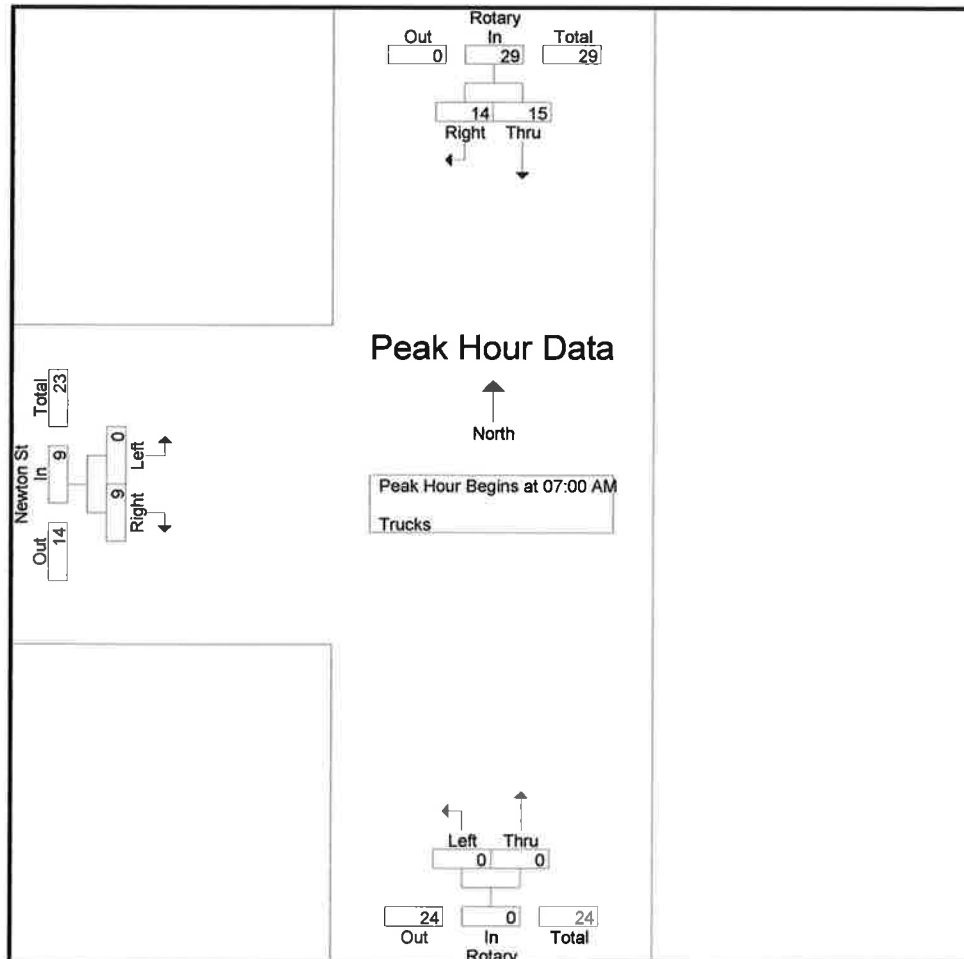 Rotary
Out In Total
0 29 29
14 15
Right Thru
Peak Hour Data
North
Peak Hour Begins at 07:00 AM
Trucks
Newton St
Out In Total
14 9 23
Right Left
9 0
Left Thru
0 0
24 0 24
Out In Total
Rotary